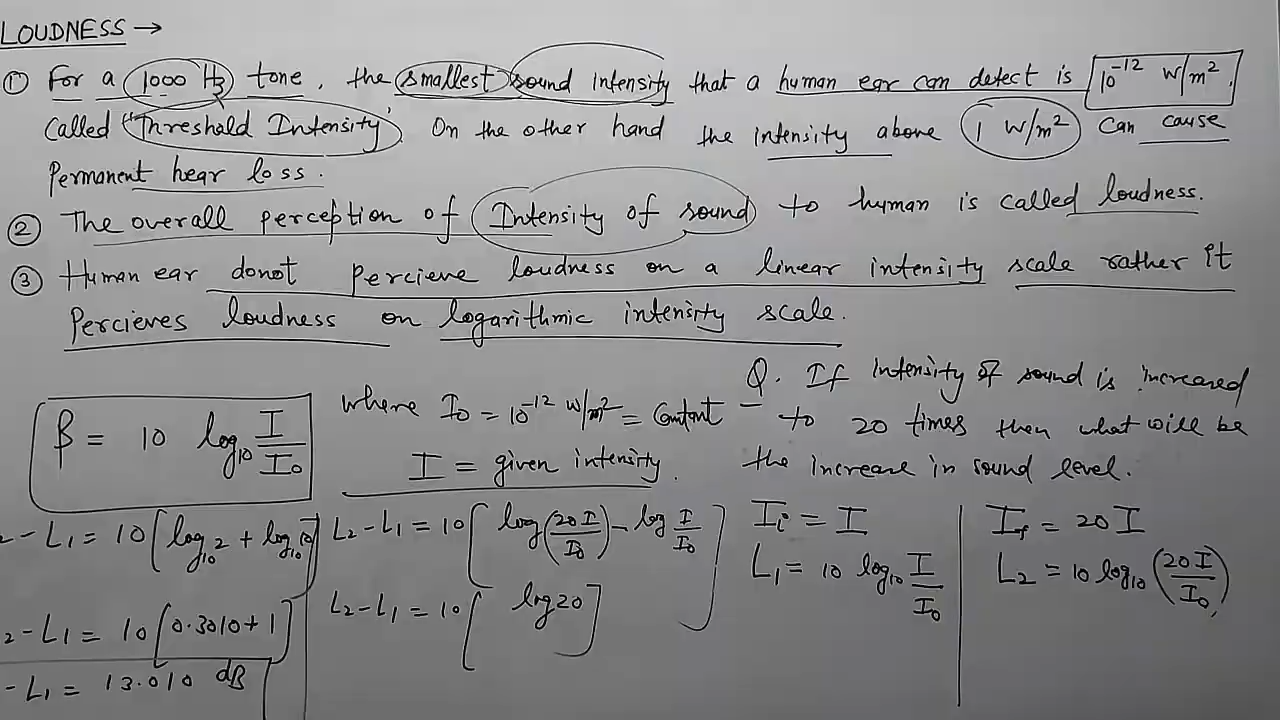 LOUDNESS →
① For a 1000 Hz tone, the smallest sound intensity that a human ear can detect is 10⁻¹² W/m².
Called "Threshold Intensity". On the other hand the intensity above 1 W/m² can cause
Permanent hear loss.
② The overall perception of Intensity of sound to human is called loudness.
③ Human ear donot percieve loudness on a linear intensity scale rather it
Percieves loudness on logarithmic intensity scale.
β = 10 log₁₀ I/I₀
where I₀ = 10⁻¹² W/m² = Constant
I = given intensity.
Q. If intensity of sound is increased
to 20 times then what will be
the increase in sound level.
Iᵢ = I
L₁ = 10 log₁₀ I/I₀
I_f = 20 I
L₂ = 10 log₁₀ (20 I/I₀)
L₂-L₁ = 10 [log (20I/I₀) - log I/I₀]
L₂-L₁ = 10 [log 20]
2-L₁ = 10 [log₁₀ 2 + log₁₀ 10]
2-L₁ = 10 [0.3010 + 1]
-L₁ = 13.010 dB